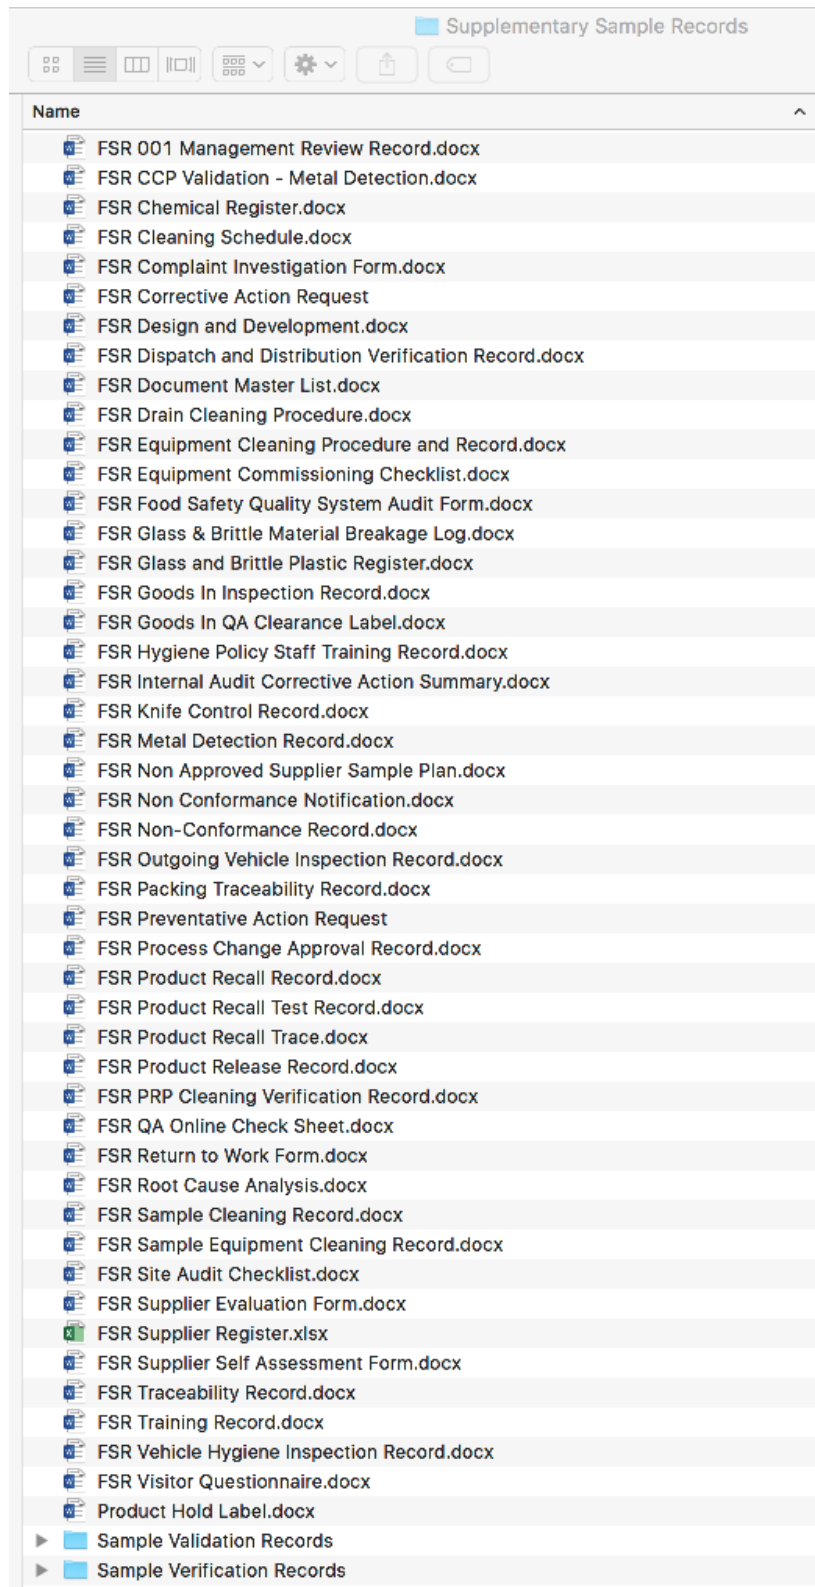 Supplementary Sample Records
Name
FSR 001 Management Review Record.docx
FSR CCP Validation - Metal Detection.docx
FSR Chemical Register.docx
FSR Cleaning Schedule.docx
FSR Complaint Investigation Form.docx
FSR Corrective Action Request
FSR Design and Development.docx
FSR Dispatch and Distribution Verification Record.docx
FSR Document Master List.docx
FSR Drain Cleaning Procedure.docx
FSR Equipment Cleaning Procedure and Record.docx
FSR Equipment Commissioning Checklist.docx
FSR Food Safety Quality System Audit Form.docx
FSR Glass & Brittle Material Breakage Log.docx
FSR Glass and Brittle Plastic Register.docx
FSR Goods In Inspection Record.docx
FSR Goods In QA Clearance Label.docx
FSR Hygiene Policy Staff Training Record.docx
FSR Internal Audit Corrective Action Summary.docx
FSR Knife Control Record.docx
FSR Metal Detection Record.docx
FSR Non Approved Supplier Sample Plan.docx
FSR Non Conformance Notification.docx
FSR Non-Conformance Record.docx
FSR Outgoing Vehicle Inspection Record.docx
FSR Packing Traceability Record.docx
FSR Preventative Action Request
FSR Process Change Approval Record.docx
FSR Product Recall Record.docx
FSR Product Recall Test Record.docx
FSR Product Recall Trace.docx
FSR Product Release Record.docx
FSR PRP Cleaning Verification Record.docx
FSR QA Online Check Sheet.docx
FSR Return to Work Form.docx
FSR Root Cause Analysis.docx
FSR Sample Cleaning Record.docx
FSR Sample Equipment Cleaning Record.docx
FSR Site Audit Checklist.docx
FSR Supplier Evaluation Form.docx
FSR Supplier Register.xlsx
FSR Supplier Self Assessment Form.docx
FSR Traceability Record.docx
FSR Training Record.docx
FSR Vehicle Hygiene Inspection Record.docx
FSR Visitor Questionnaire.docx
Product Hold Label.docx
Sample Validation Records
Sample Verification Records